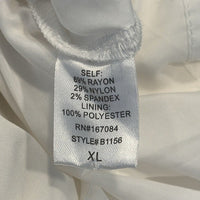 SELF:
69% RAYON
29% NYLON
2% SPANDEX
LINING:
100% POLYESTER
RN#167084
STYLE# B1156
XL